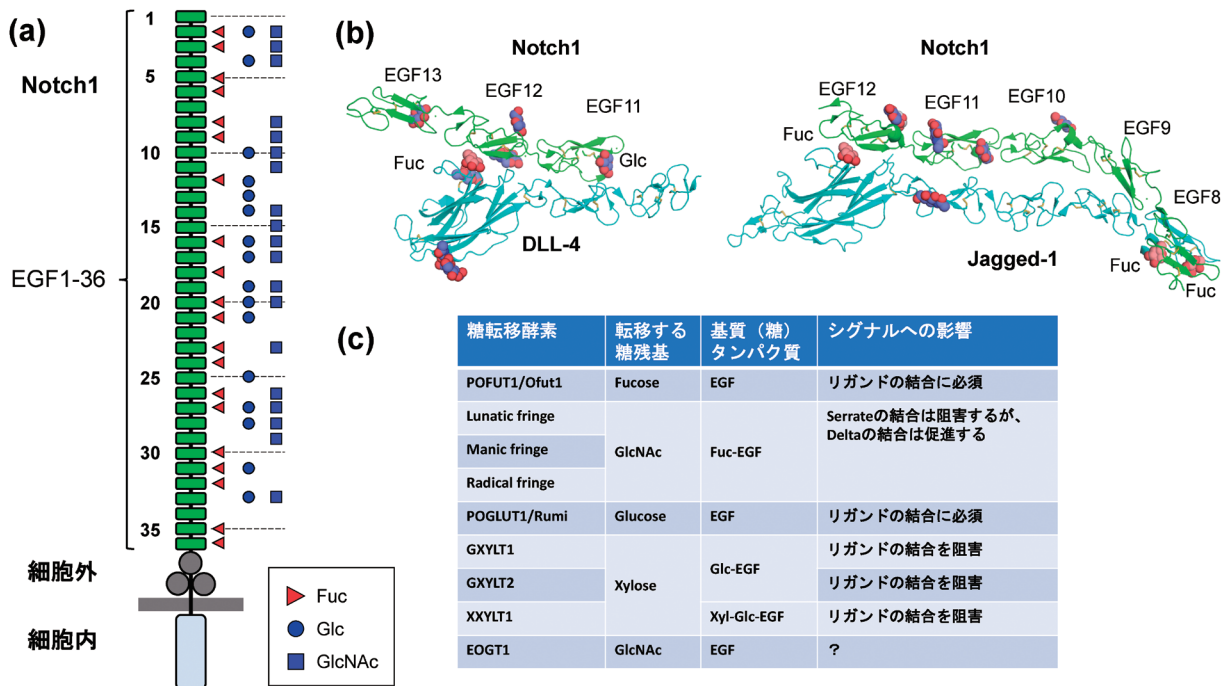 (a)
Notch1
EGF1-36
1
5
10
15
20
25
30
35
細胞外
細胞内
Fuc
Glc
GlcNAc
(b)
Notch1
EGF13
EGF12
EGF11
Fuc
Glc
DLL-4
Notch1
EGF12
EGF11
EGF10
EGF9
EGF8
Fuc
Jagged-1
Fuc
Fuc
(c)
糖転移酵素
転移する
糖残基
基質（糖）
タンパク質
シグナルへの影響
POFUT1/Ofut1
Fucose
EGF
リガンドの結合に必須
Lunatic fringe
Manic fringe
Radical fringe
GlcNAc
Fuc-EGF
Serrateの結合は阻害するが、
Deltaの結合は促進する
POGLUT1/Rumi
Glucose
EGF
リガンドの結合に必須
GXYLT1
Glc-EGF
リガンドの結合を阻害
GXYLT2
Xylose
リガンドの結合を阻害
XXYLT1
Xyl-Glc-EGF
リガンドの結合を阻害
EOGT1
GlcNAc
EGF
？